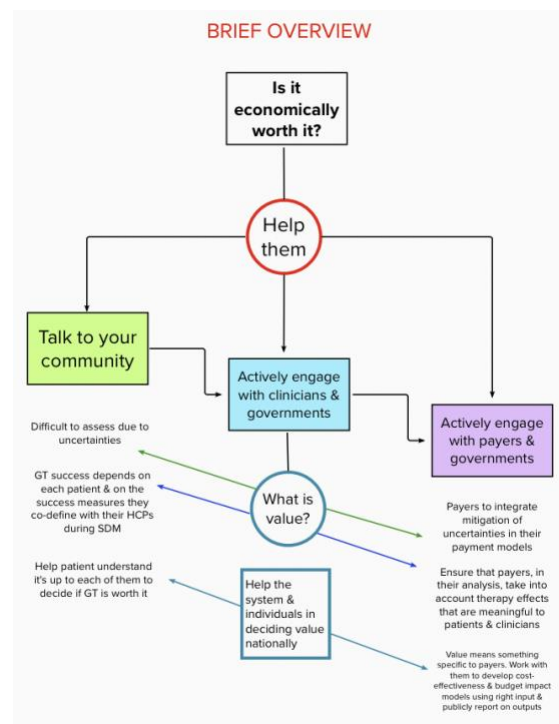 BRIEF OVERVIEW
Is it
economically
worth it?
Help
them
Talk to your
community
Actively engage
with clinicians &
governments
Actively engage
with payers &
governments
Difficult to assess due to
uncertainties
GT success depends on
each patient & on the
success measures they
co-define with their HCPs
during SDM
What is
value?
Payers to integrate
mitigation of
uncertainties in their
payment models
Help patient understand
it's up to each of them to
decide if GT is worth it
Help the
system &
individuals in
deciding value
nationally
Ensure that payers, in
their analysis, take into
account therapy effects
that are meaningful to
patients & clinicians
Value means something
specific to payers. Work with
them to develop cost-
effectiveness & budget impact
models using right input &
publicly report on outputs